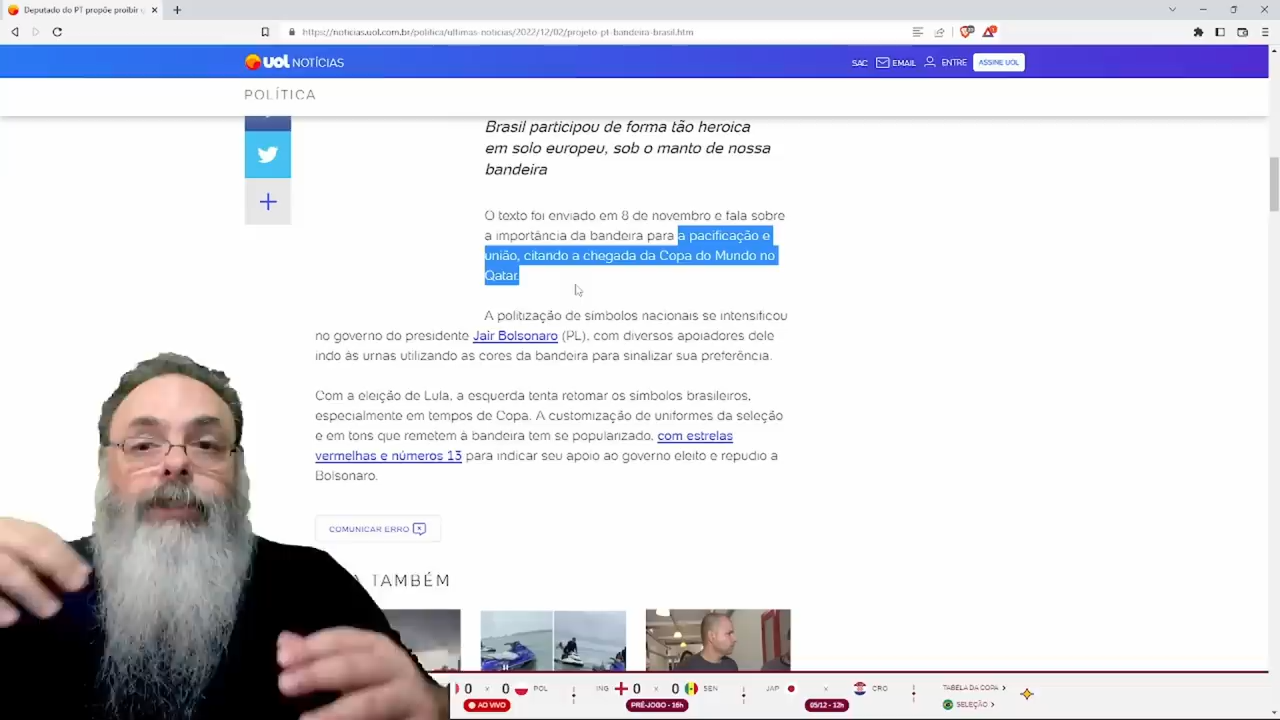 Deputado do PT propõe proibir u
https://noticias.uol.com.br/politica/ultimas-noticias/2022/12/02/projeto-pt-bandeira-brasil.htm
uol NOTÍCIAS
SAC EMAIL ENTRE ASSINE UOL
POLÍTICA
Brasil participou de forma tão heroica
em solo europeu, sob o manto de nossa
bandeira
O texto foi enviado em 8 de novembro e fala sobre
a importância da bandeira para a pacificação e
união, citando a chegada da Copa do Mundo no
Qatar.
A politização de símbolos nacionais se intensificou
no governo do presidente Jair Bolsonaro (PL), com diversos apoiadores dele
indo às urnas utilizando as cores da bandeira para sinalizar sua preferência.
Com a eleição de Lula, a esquerda tenta retomar os símbolos brasileiros,
especialmente em tempos de Copa. A customização de uniformes da seleção
e em tons que remetem à bandeira tem se popularizado, com estrelas
vermelhas e números 13 para indicar seu apoio ao governo eleito e repúdio a
Bolsonaro.
COMUNICAR ERRO
TAMBÉM
0 x 0 POL
AO VIVO
ING 0 x 0 SEN
PRÉ-JOGO - 16h
JAP x CRO
05/12 - 12h
TABELA DA COPA
SELEÇÃO